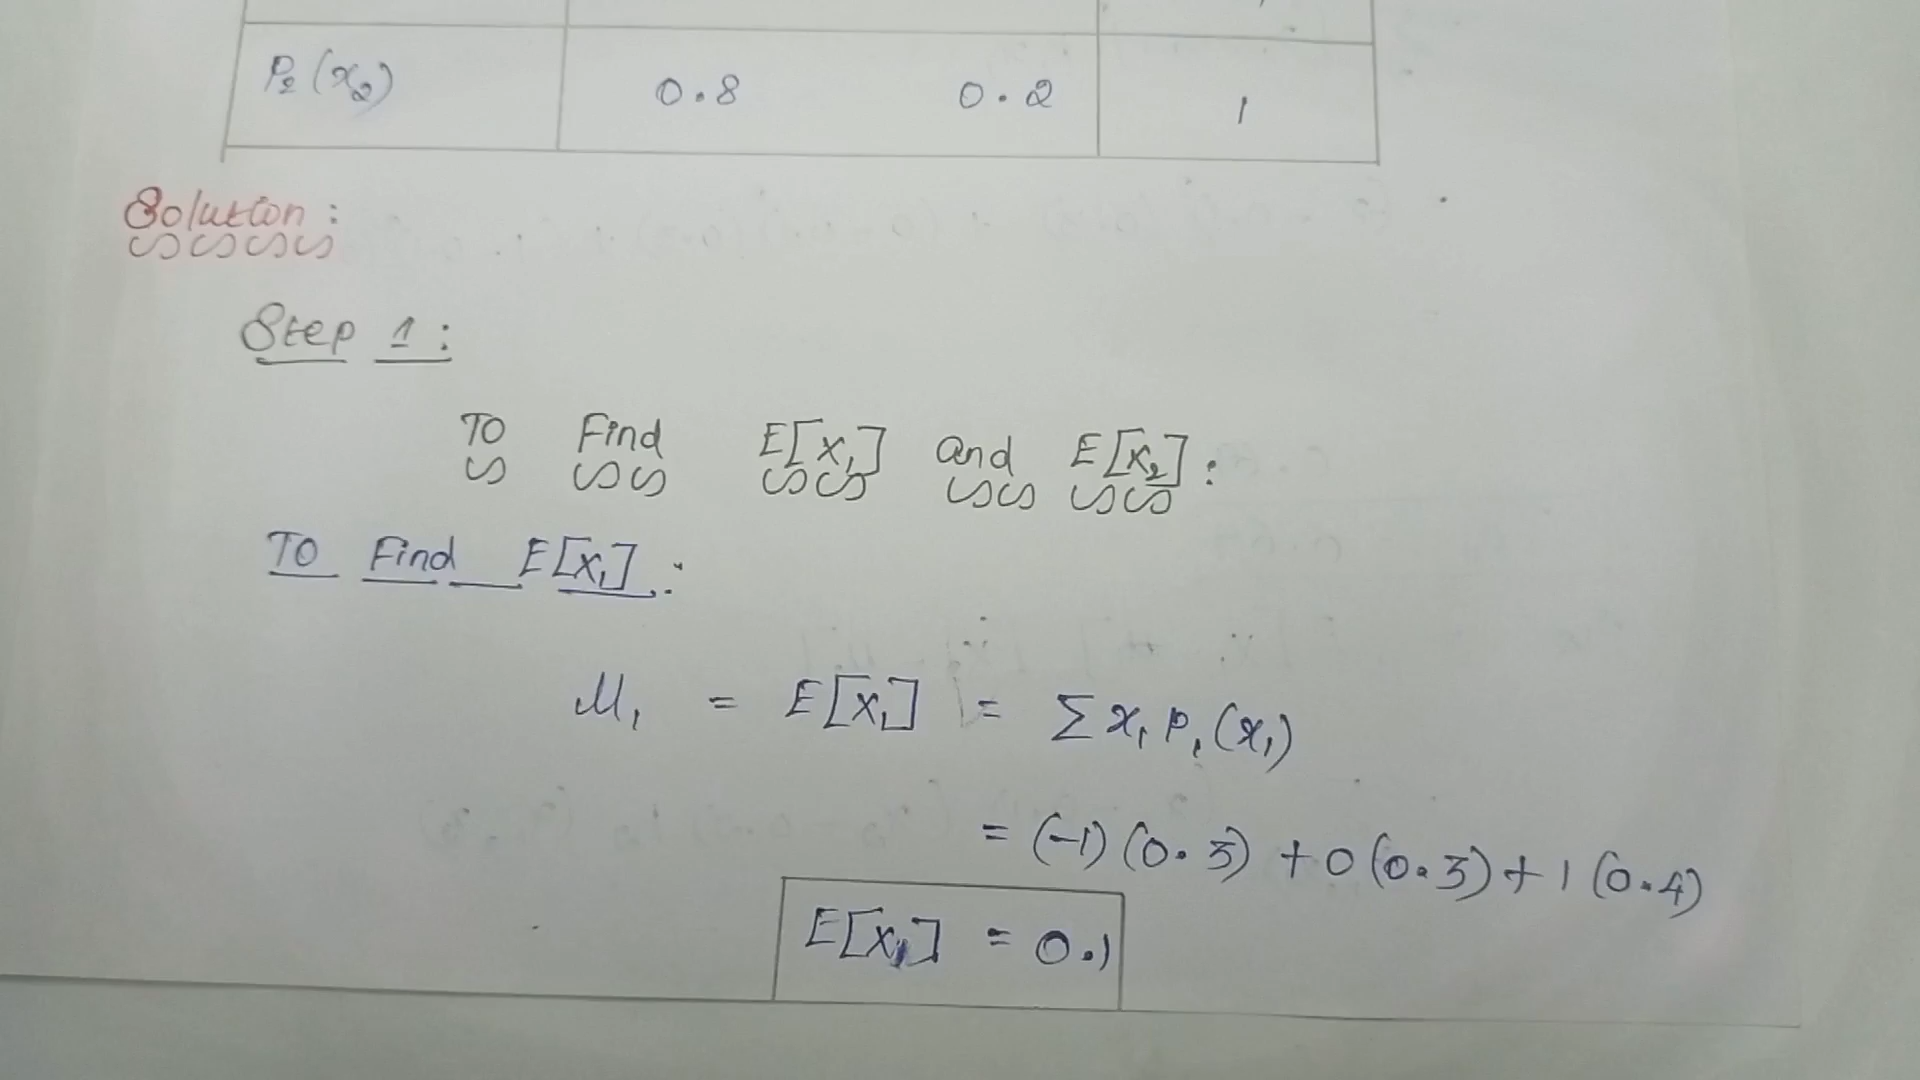 P₂(x₂) 0.8 0.2 1
Solution:
Step 1:
To Find E[X₁] and E[X₂]:
To Find E[X₁]:
μ₁ = E[X₁] = Σ x₁ P₁(x₁)
= (-1)(0.3) + 0(0.3) + 1(0.4)
E[X₁] = 0.1